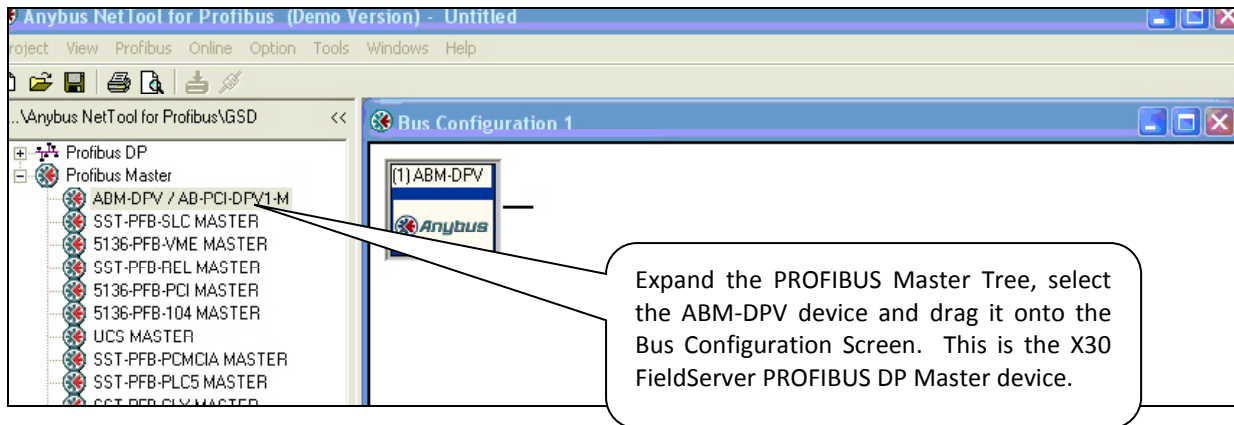 Anybus NetTool for Profibus (Demo Version) - Untitled
roject View Profibus Online Option Tools Windows Help
...\Anybus NetTool for Profibus\GSD <<
Bus Configuration 1
Profibus DP
Profibus Master
ABM-DPV / AB-PCI-DPV1-M
SST-PFB-SLC MASTER
5136-PFB-VME MASTER
SST-PFB-REL MASTER
5136-PFB-PCI MASTER
5136-PFB-104 MASTER
UCS MASTER
SST-PFB-PCMCIA MASTER
SST-PFB-PLC5 MASTER
(1) ABM-DPV
Anybus
Expand the PROFIBUS Master Tree, select
the ABM-DPV device and drag it onto the
Bus Configuration Screen. This is the X30
FieldServer PROFIBUS DP Master device.